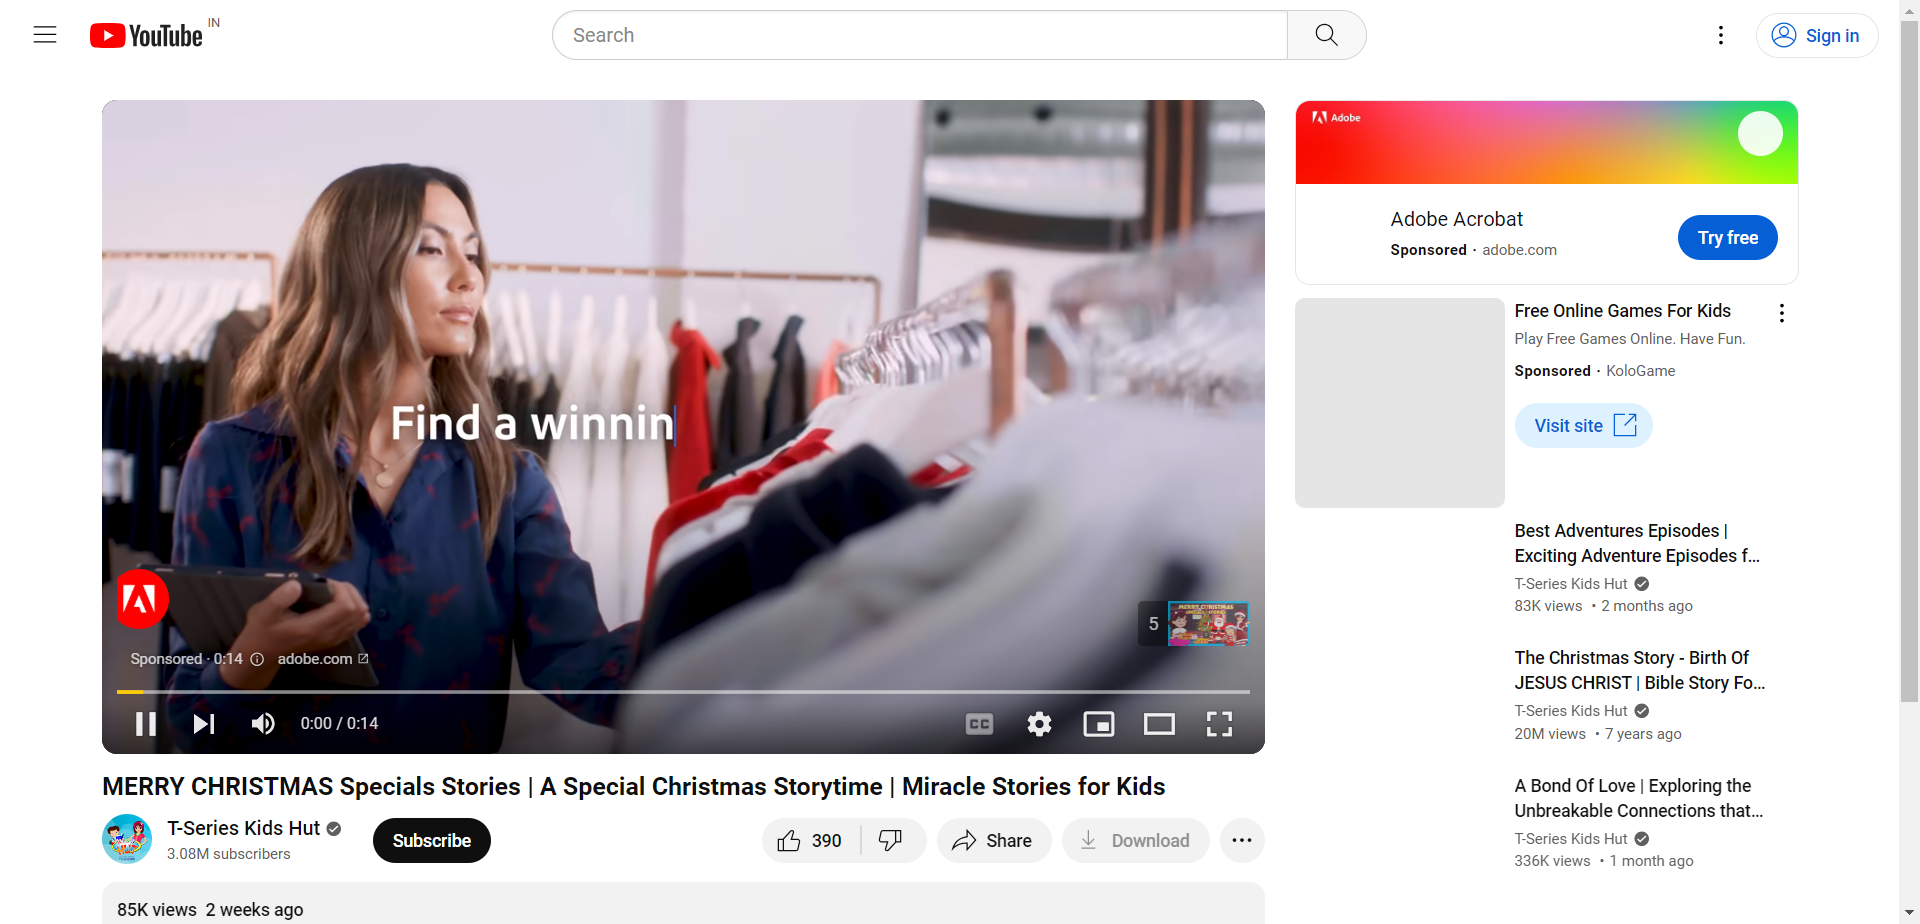 YouTube IN
Search
Sign in
Find a winnin
Sponsored · 0:14 adobe.com
5
MERRY CHRISTMAS
0:00 / 0:14
CC
MERRY CHRISTMAS Specials Stories | A Special Christmas Storytime | Miracle Stories for Kids
T-Series Kids Hut
3.08M subscribers
Subscribe
390
Share
Download
85K views 2 weeks ago
Adobe
Adobe Acrobat
Sponsored · adobe.com
Try free
Free Online Games For Kids
Play Free Games Online. Have Fun.
Sponsored · KoloGame
Visit site
Best Adventures Episodes |
Exciting Adventure Episodes f...
T-Series Kids Hut
83K views • 2 months ago
The Christmas Story - Birth Of
JESUS CHRIST | Bible Story Fo...
T-Series Kids Hut
20M views • 7 years ago
A Bond Of Love | Exploring the
Unbreakable Connections that...
T-Series Kids Hut
336K views • 1 month ago